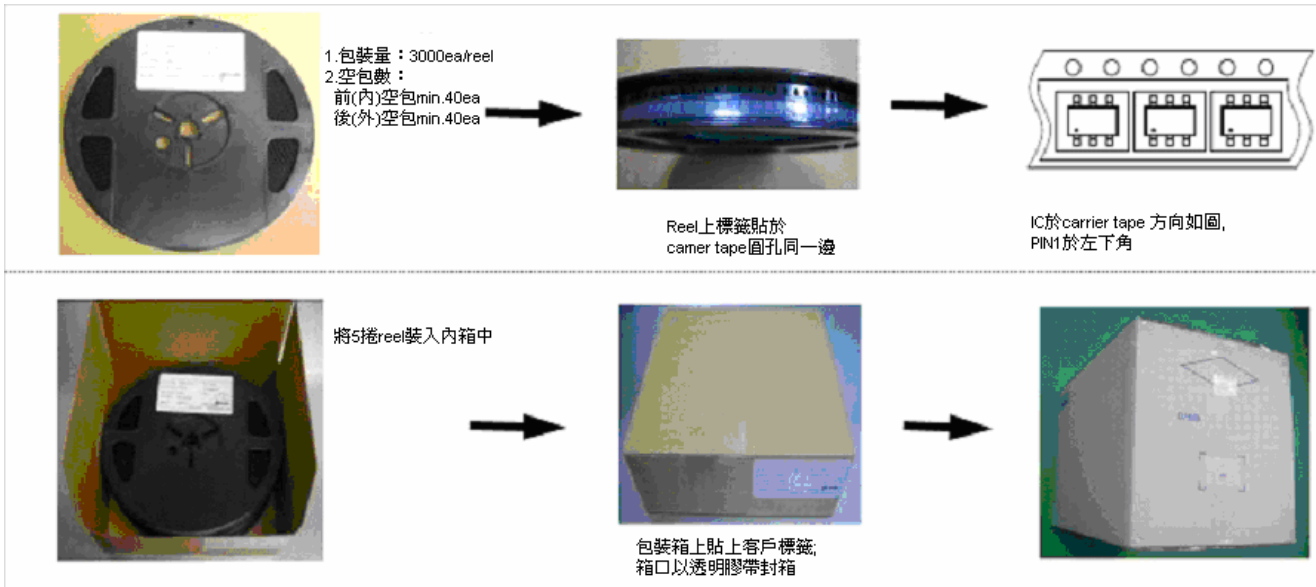 1.包裝量：3000ea/reel
2.空包數：
前(內)空包min.40ea
後(外)空包min.40ea
Reel上標籤貼於
camer tape圓孔同一邊
IC於carrier tape 方向如圖,
PIN1於左下角
將5捲reel裝入內箱中
包裝箱上貼上客戶標籤;
箱口以透明膠帶封箱